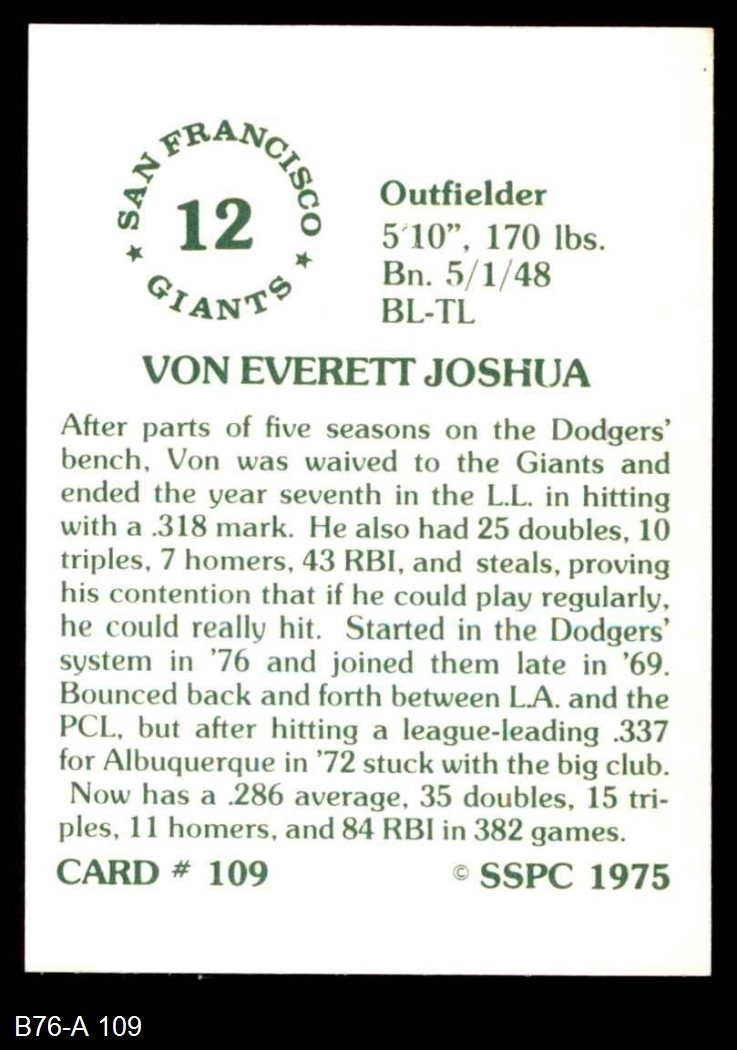 SAN FRANCISCO
12
★ GIANTS ★
Outfielder
5'10”, 170 lbs.
Bn. 5/1/48
BL-TL
VON EVERETT JOSHUA
After parts of five seasons on the Dodgers’
bench, Von was waived to the Giants and
ended the year seventh in the L.L. in hitting
with a .318 mark. He also had 25 doubles, 10
triples, 7 homers, 43 RBI, and steals, proving
his contention that if he could play regularly,
he could really hit. Started in the Dodgers’
system in ’76 and joined them late in ’69.
Bounced back and forth between L.A. and the
PCL, but after hitting a league-leading .337
for Albuquerque in ’72 stuck with the big club.
Now has a .286 average, 35 doubles, 15 tri-
ples, 11 homers, and 84 RBI in 382 games.
CARD # 109
© SSPC 1975
B76-A 109